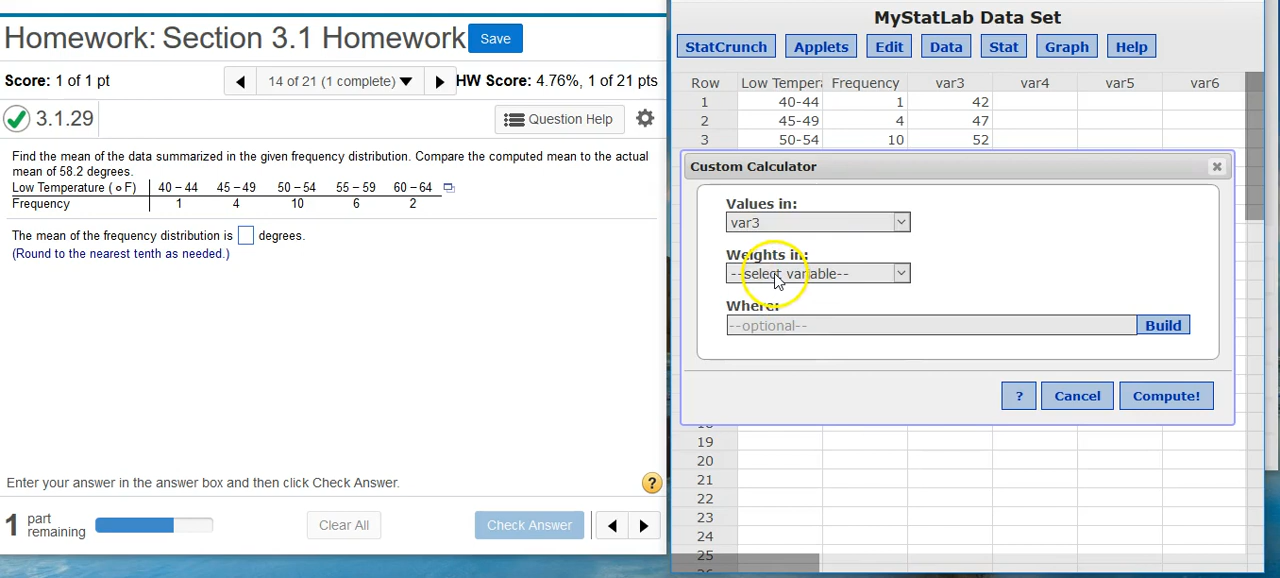 Homework: Section 3.1 Homework
Save
Score: 1 of 1 pt
14 of 21 (1 complete)
HW Score: 4.76%, 1 of 21 pts
3.1.29
Question Help
Find the mean of the data summarized in the given frequency distribution. Compare the computed mean to the actual
mean of 58.2 degrees.
Low Temperature (∘F) 40 – 44 45 – 49 50 – 54 55 – 59 60 – 64
Frequency 1 4 10 6 2
The mean of the frequency distribution is degrees.
(Round to the nearest tenth as needed.)
Enter your answer in the answer box and then click Check Answer.
?
1 part
remaining
Clear All
Check Answer
MyStatLab Data Set
StatCrunch Applets Edit Data Stat Graph Help
Row Low Tempera Frequency var3 var4 var5 var6
1 40-44 1 42
2 45-49 4 47
3 50-54 10 52
Custom Calculator
Values in:
var3
Weights in:
--select variable--
Where:
--optional--
Build
? Cancel Compute!
19
20
21
22
23
24
25